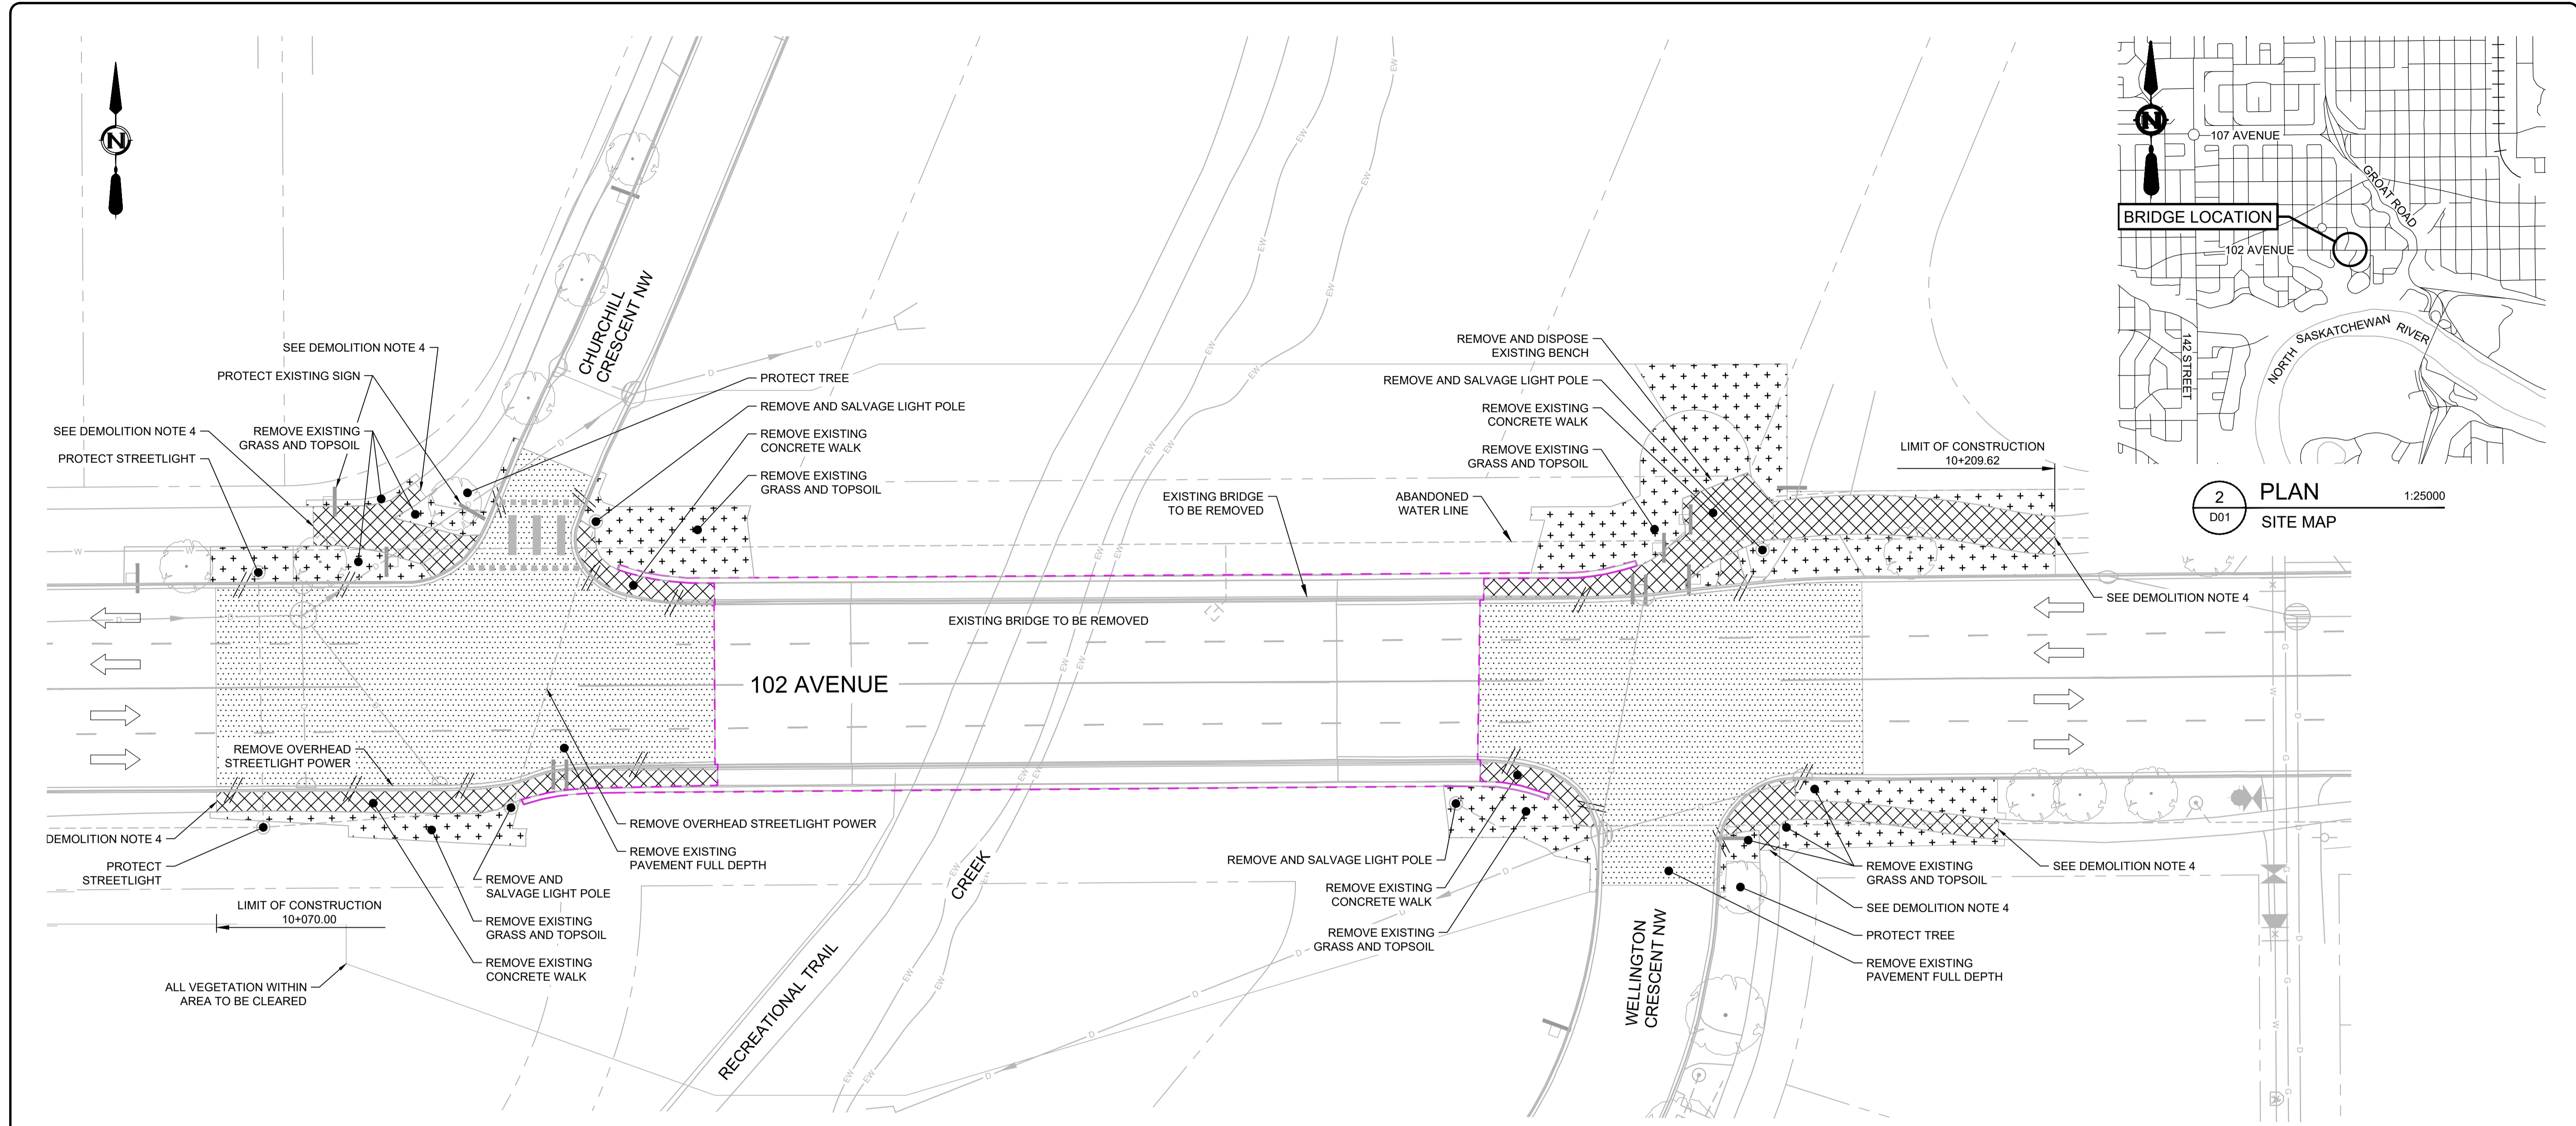 N
SEE DEMOLITION NOTE 4
PROTECT EXISTING SIGN
SEE DEMOLITION NOTE 4
PROTECT STREETLIGHT
REMOVE EXISTING
GRASS AND TOPSOIL
CHURCHILL
CRESCENT NW
PROTECT TREE
REMOVE AND SALVAGE LIGHT POLE
REMOVE EXISTING
CONCRETE WALK
REMOVE EXISTING
GRASS AND TOPSOIL
EXISTING BRIDGE
TO BE REMOVED
ABANDONED
WATER LINE
REMOVE AND DISPOSE
EXISTING BENCH
REMOVE AND SALVAGE LIGHT POLE
REMOVE EXISTING
CONCRETE WALK
REMOVE EXISTING
GRASS AND TOPSOIL
LIMIT OF CONSTRUCTION
10+209.62
SEE DEMOLITION NOTE 4
N
107 AVENUE
GROAT ROAD
BRIDGE LOCATION
102 AVENUE
142 STREET
NORTH SASKATCHEWAN RIVER
2
D01
PLAN
1:25000
SITE MAP
EXISTING BRIDGE TO BE REMOVED
102 AVENUE
REMOVE OVERHEAD
STREETLIGHT POWER
DEMOLITION NOTE 4
PROTECT
STREETLIGHT
LIMIT OF CONSTRUCTION
10+070.00
ALL VEGETATION WITHIN
AREA TO BE CLEARED
REMOVE AND
SALVAGE LIGHT POLE
REMOVE EXISTING
GRASS AND TOPSOIL
REMOVE EXISTING
CONCRETE WALK
REMOVE OVERHEAD STREETLIGHT POWER
REMOVE EXISTING
PAVEMENT FULL DEPTH
RECREATIONAL TRAIL
CREEK
REMOVE AND SALVAGE LIGHT POLE
REMOVE EXISTING
CONCRETE WALK
REMOVE EXISTING
GRASS AND TOPSOIL
WELLINGTON
CRESCENT NW
REMOVE EXISTING
GRASS AND TOPSOIL
SEE DEMOLITION NOTE 4
SEE DEMOLITION NOTE 4
PROTECT TREE
REMOVE EXISTING
PAVEMENT FULL DEPTH